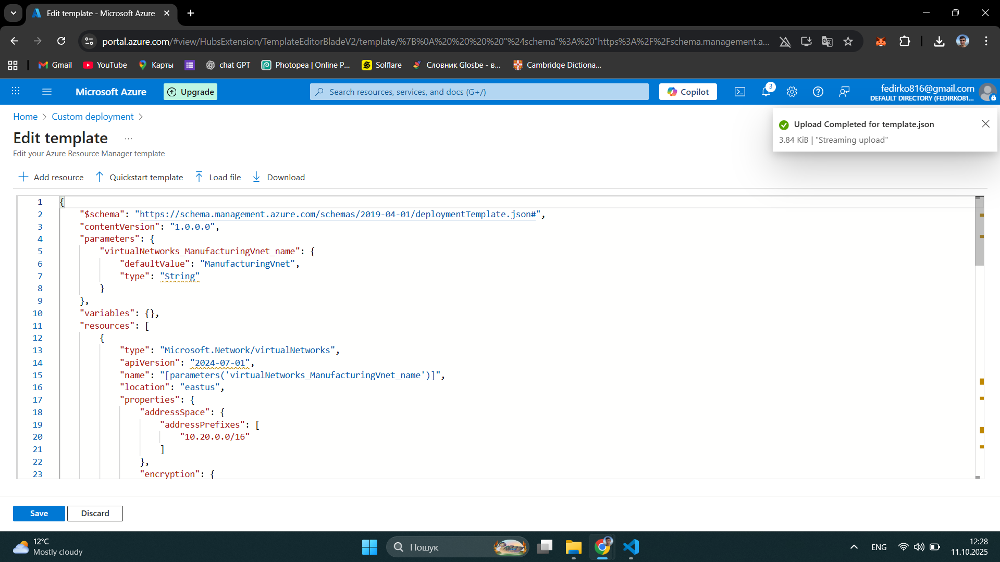 Edit template - Microsoft Azure
portal.azure.com/#view/HubsExtension/TemplateEditorBladeV2/template/%7B%0A%20%20%20%20"%24schema"%3A%20"https%3A%2F%2Fschema.management.a...
Gmail
YouTube
Карты
chat GPT
Photopea | Online P...
Solflare
Словник Glosbe - в...
Cambridge Dictiona...
Microsoft Azure
Upgrade
Search resources, services, and docs (G+/)
Copilot
3
fedirko816@gmail.com
DEFAULT DIRECTORY (FEDIRKO81...
Home > Custom deployment >
Upload Completed for template.json
3.84 KiB | "Streaming upload"
Edit template ...
Edit your Azure Resource Manager template
Add resource
Quickstart template
Load file
Download
1 {
2 "$schema": "https://schema.management.azure.com/schemas/2019-04-01/deploymentTemplate.json#",
3 "contentVersion": "1.0.0.0",
4 "parameters": {
5 "virtualNetworks_ManufacturingVnet_name": {
6 "defaultValue": "ManufacturingVnet",
7 "type": "String"
8 }
9 },
10 "variables": {},
11 "resources": [
12 {
13 "type": "Microsoft.Network/virtualNetworks",
14 "apiVersion": "2024-07-01",
15 "name": "[parameters('virtualNetworks_ManufacturingVnet_name')]",
16 "location": "eastus",
17 "properties": {
18 "addressSpace": {
19 "addressPrefixes": [
20 "10.20.0.0/16"
21 ]
22 },
23 "encryption": {
Save
Discard
12°C
Mostly cloudy
Пошук
ENG
12:28
11.10.2025